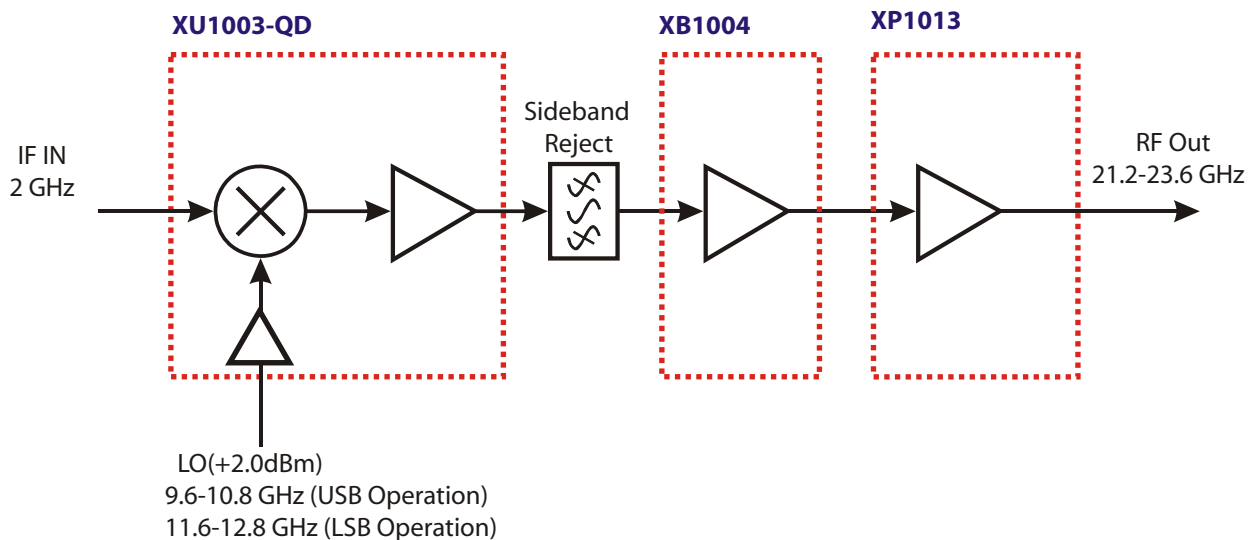 XU1003-QD
XB1004
XP1013
Sideband
Reject
IF IN
2 GHz
RF Out
21.2-23.6 GHz
LO(+2.0dBm)
9.6-10.8 GHz (USB Operation)
11.6-12.8 GHz (LSB Operation)